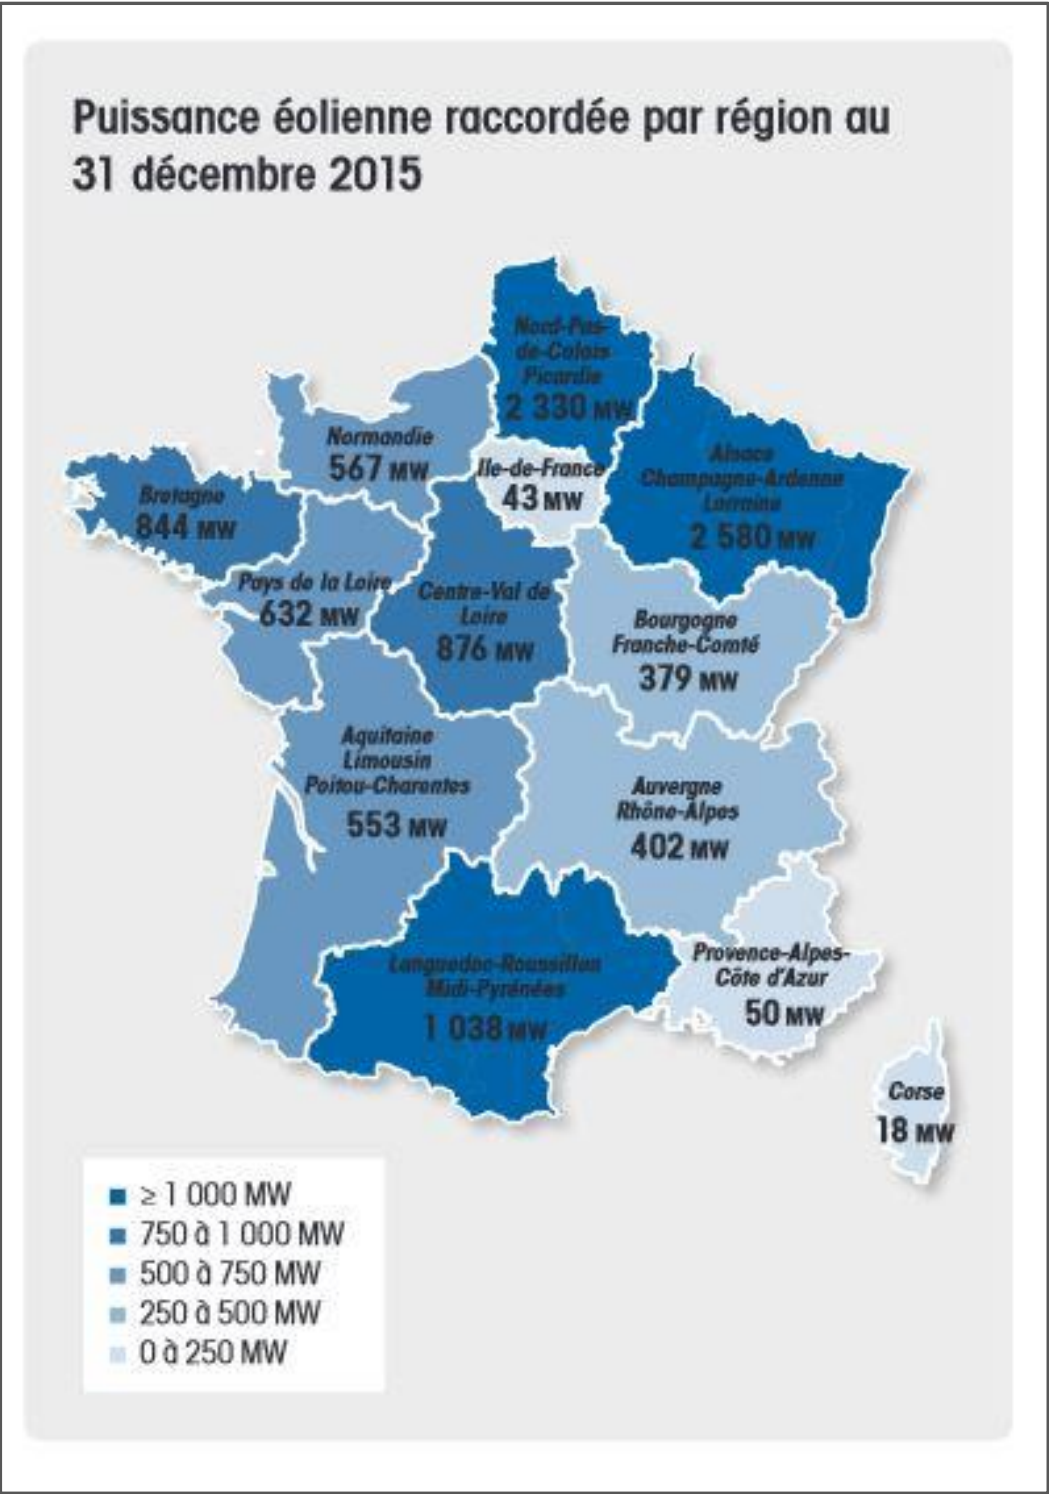 Puissance éolienne raccordée par région au
31 décembre 2015
Nord-Pas-
de-Calais
Picardie
2 330 MW
Normandie
567 MW
Ile-de-France
43 MW
Alsace
Champagne-Ardenne
Lorraine
2 580 MW
Bretagne
844 MW
Pays de la Loire
632 MW
Centre-Val de
Loire
876 MW
Bourgogne
Franche-Comté
379 MW
Aquitaine
Limousin
Poitou-Charentes
553 MW
Auvergne
Rhône-Alpes
402 MW
Languedoc-Roussillon
Midi-Pyrénées
1 038 MW
Provence-Alpes-
Côte d'Azur
50 MW
Corse
18 MW
≥ 1 000 MW
750 à 1 000 MW
500 à 750 MW
250 à 500 MW
0 à 250 MW